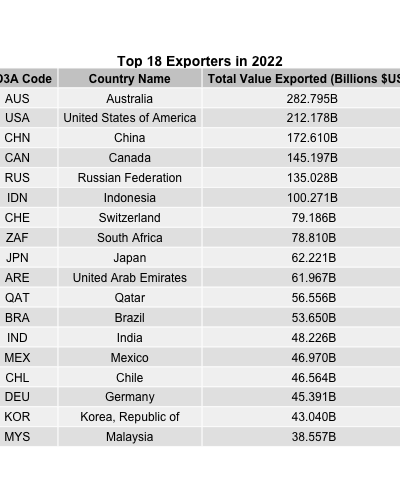 Top 18 Exporters in 2022
Country Name Total Value Exported (Billions
Code
AUS Australia 282.795B
USA United States of America 212.178B
CHN China 172.610B
CAN Canada 145.197B
RUS Russian Federation 135.028B
IDN Indonesia 100.271B
CHE Switzerland 79.186B
ZAF South Africa 78.810B
JPN Japan 62.221B
ARE United Arab Emirates 61.967B
QAT Qatar 56.556B
BRA Brazil 53.650B
IND India 48.226B
MEX Mexico 46.970B
CHL Chile 46.564B
DEU Germany 45.391B
KOR Korea, Republic of 43.040B
MYS Malaysia 38.557B